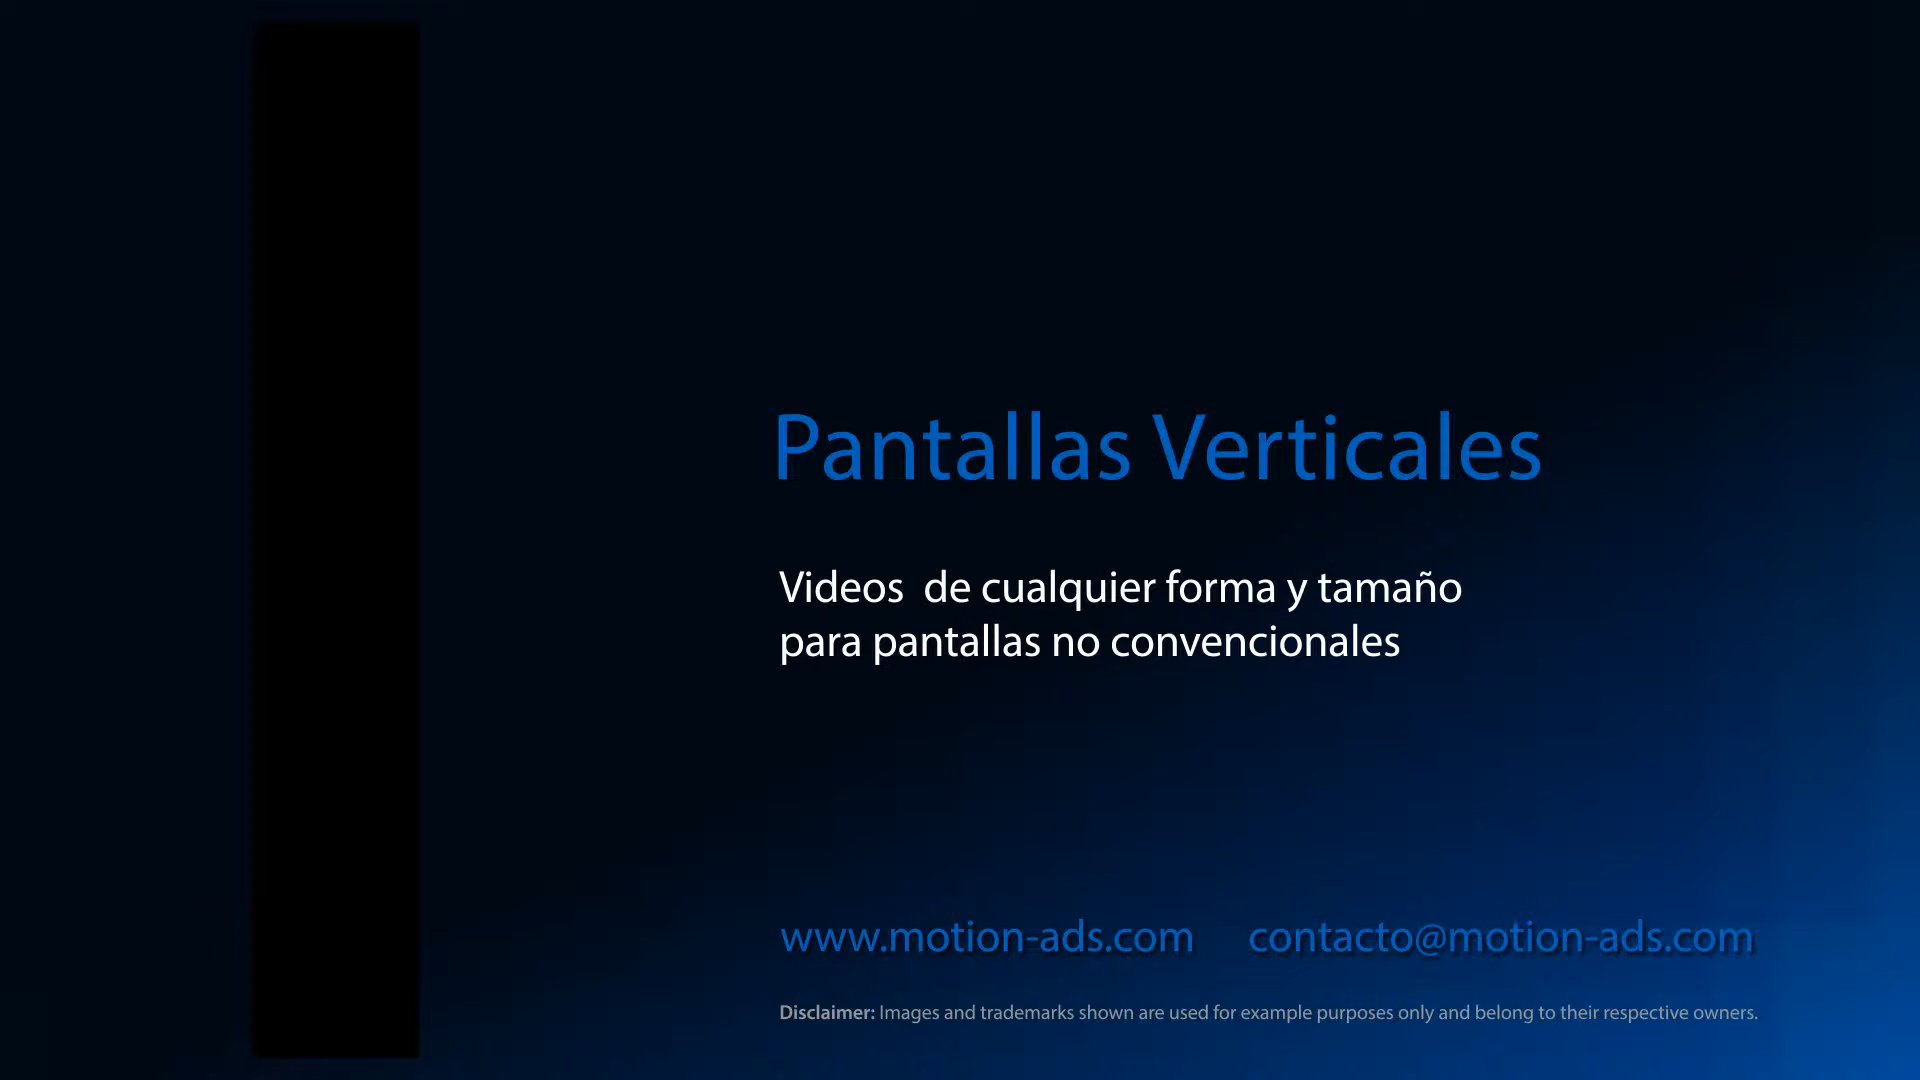 Pantallas Verticales
Videos  de cualquier forma y tamaño
para pantallas no convencionales
www.motion-ads.com     contacto@motion-ads.com
Disclaimer: Images and trademarks shown are used for example purposes only and belong to their respective owners.